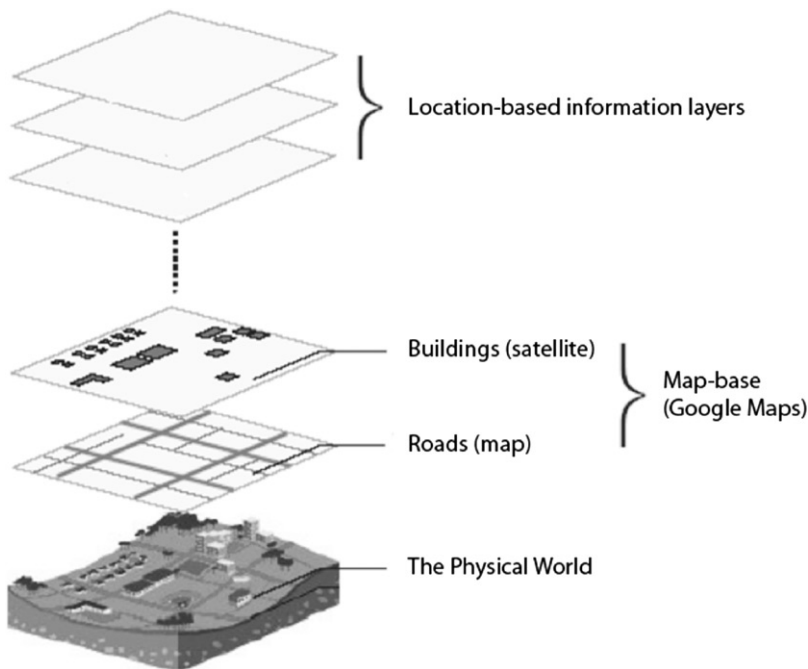 Location-based information layers
Buildings (satellite)
Map-base
(Google Maps)
Roads (map)
The Physical World